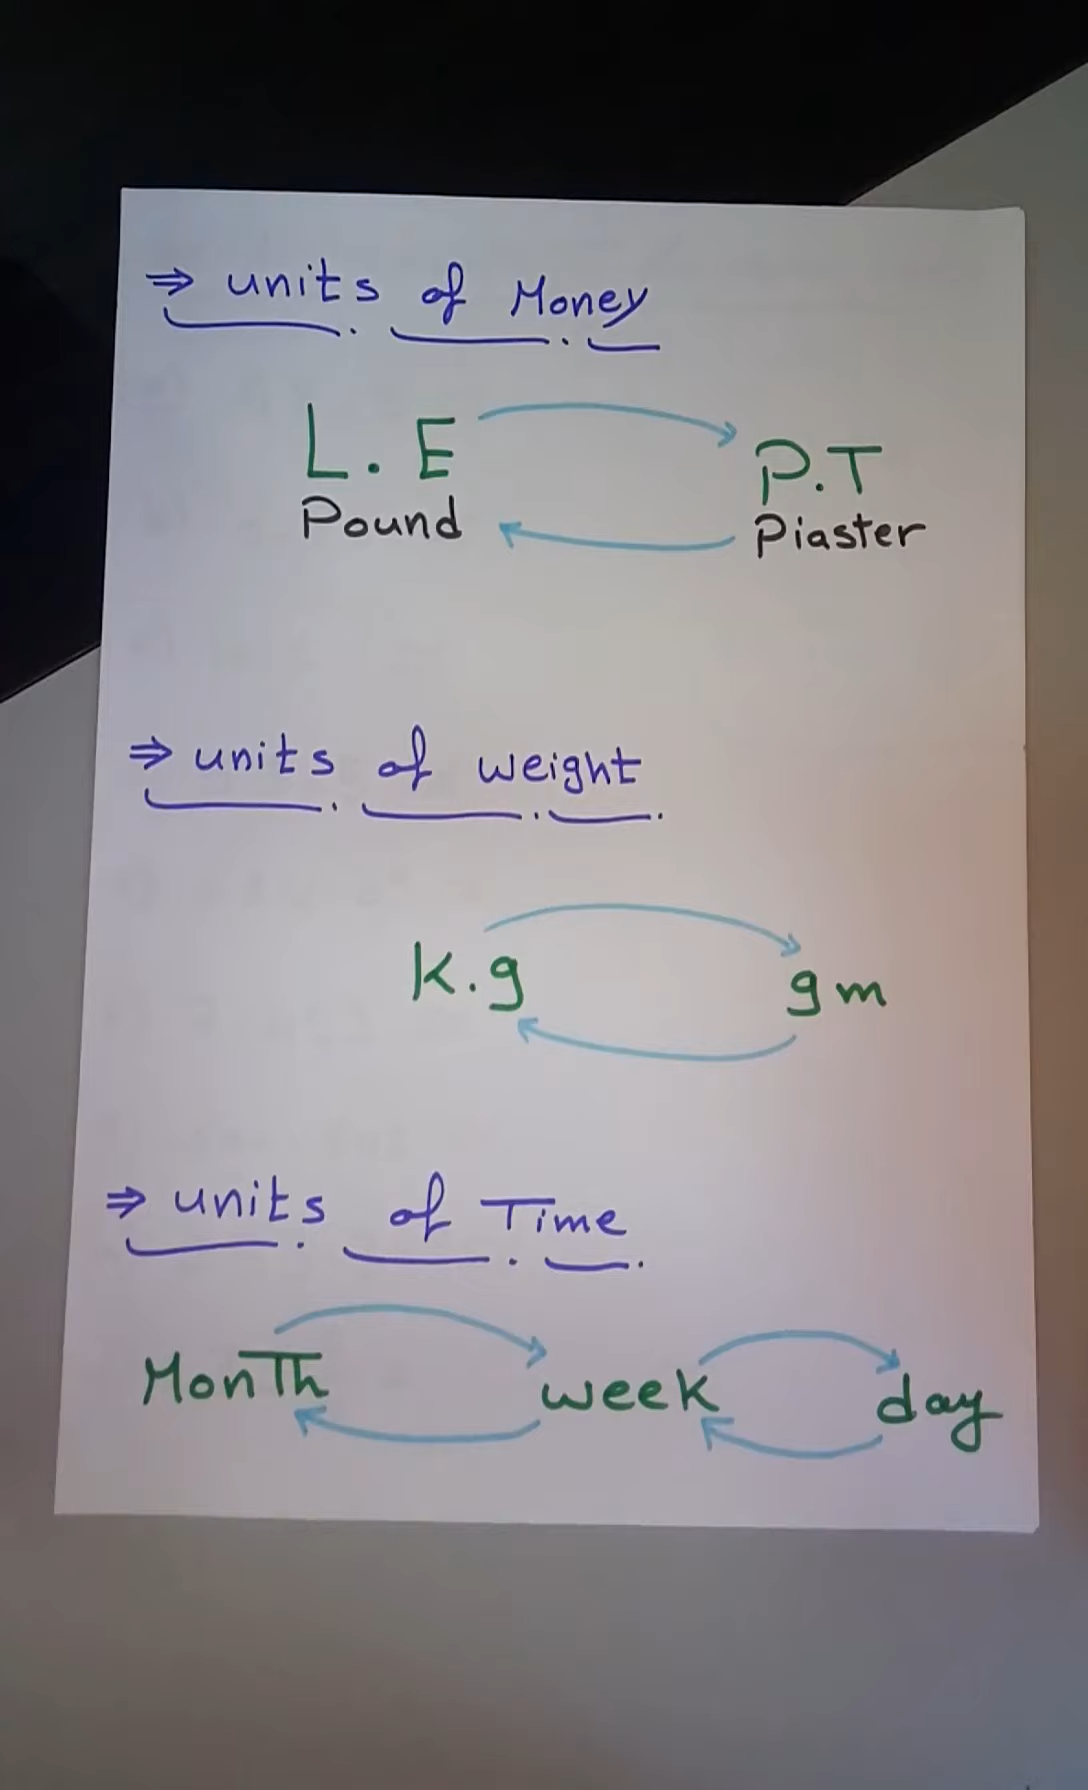 ⇒ units of Money
L.E P.T
Pound Piaster
⇒ units of weight
K.g gm
⇒ units of Time
Month week day